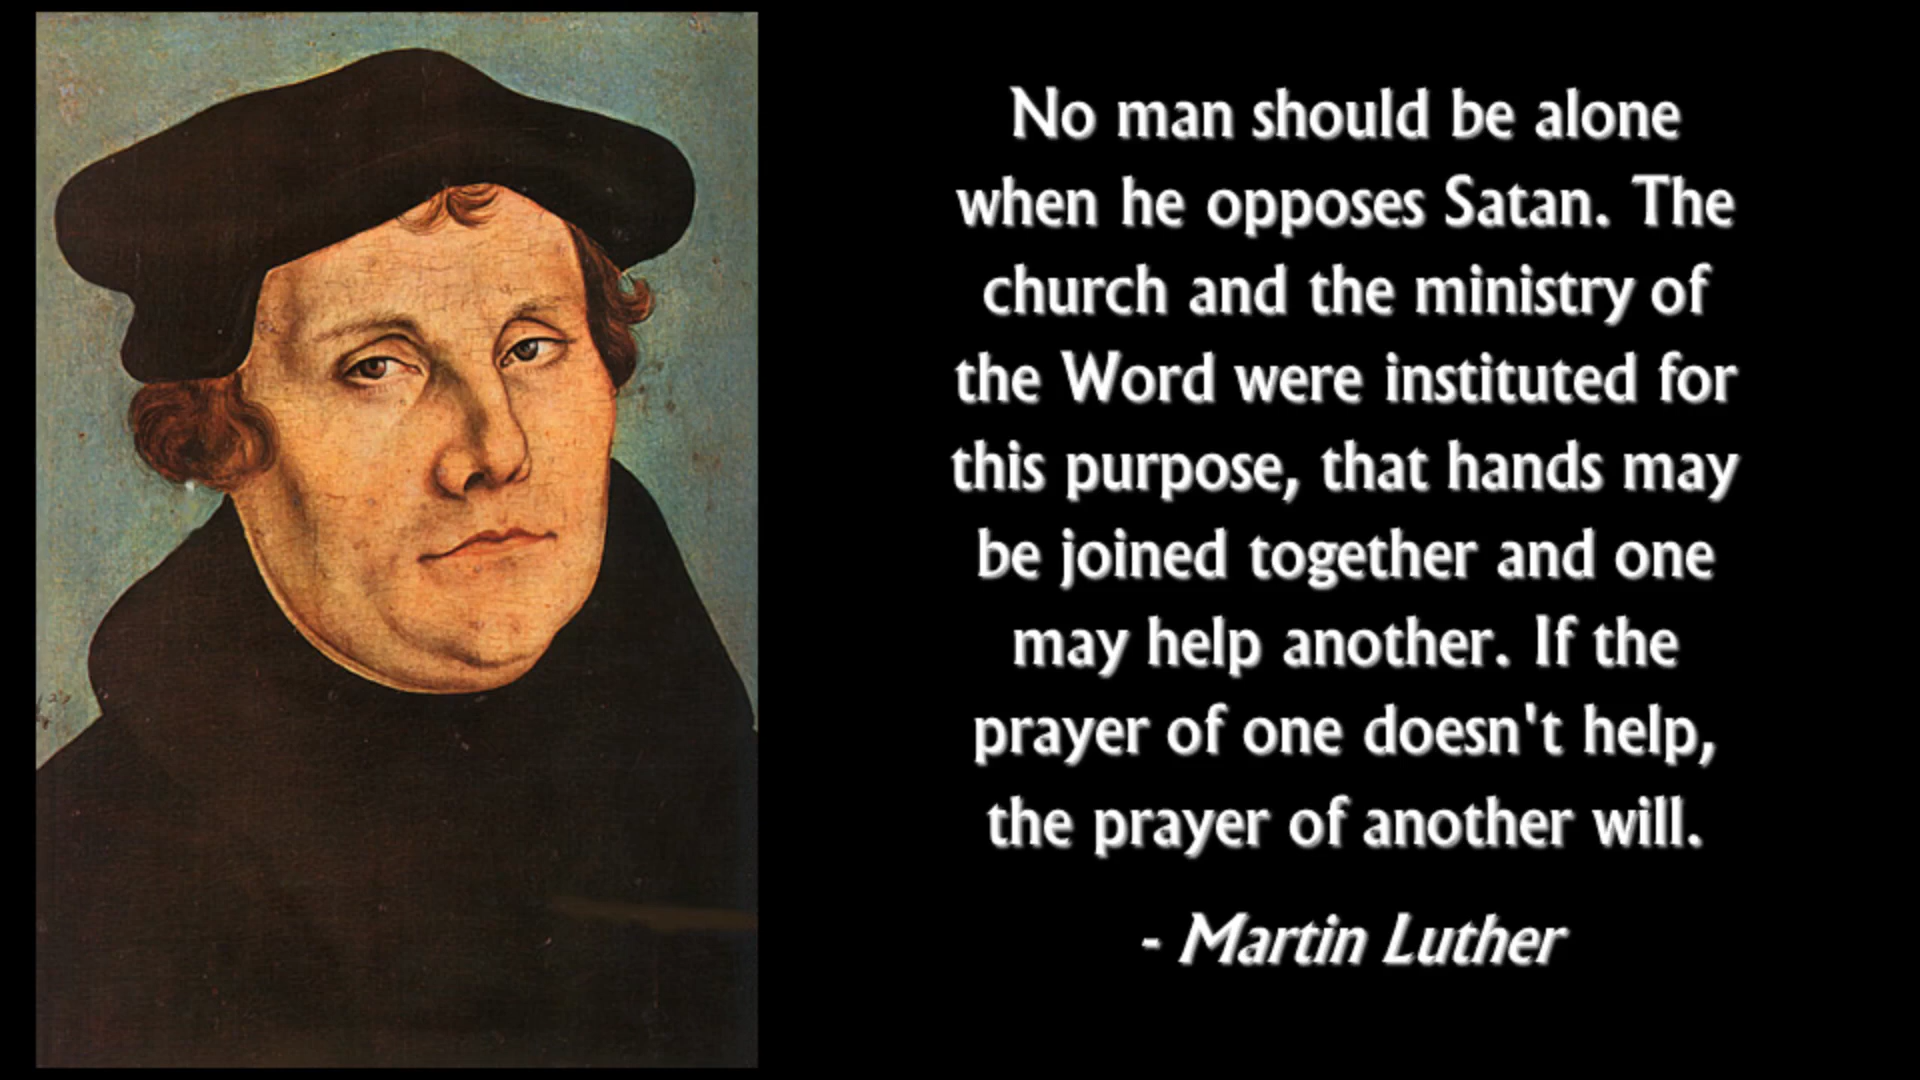 No man should be alone
when he opposes Satan. The
church and the ministry of
the Word were instituted for
this purpose, that hands may
be joined together and one
may help another. If the
prayer of one doesn't help,
the prayer of another will.
- Martin Luther